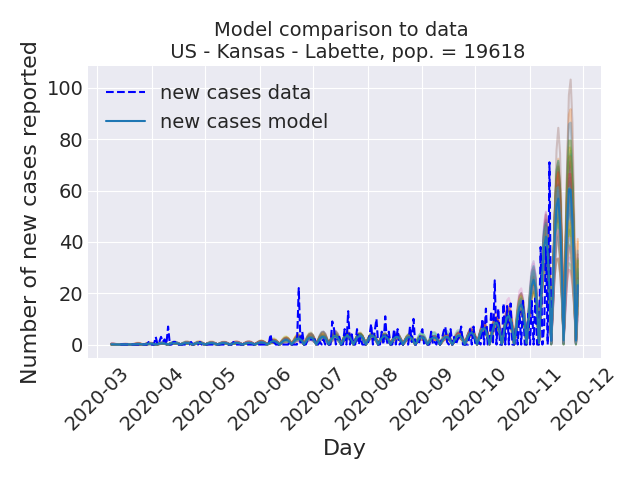 Model comparison to data
US - Kansas - Labette, pop. = 19618
Number of new cases reported
100
80
60
40
20
0
new cases data
new cases model
2020-03
2020-04
2020-05
2020-06
2020-07
2020-08
2020-09
2020-10
2020-11
2020-12
Day